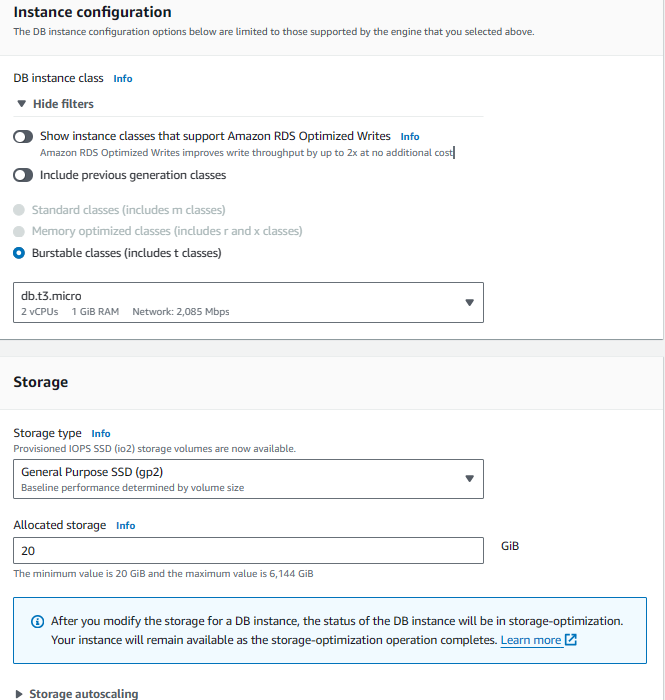 Instance configuration
The DB instance configuration options below are limited to those supported by the engine that you selected above.
DB instance class Info
Hide filters
Show instance classes that support Amazon RDS Optimized Writes Info
Amazon RDS Optimized Writes improves write throughput by up to 2x at no additional cost
Include previous generation classes
Standard classes (includes m classes)
Memory optimized classes (includes r and x classes)
Burstable classes (includes t classes)
db.t3.micro
2 vCPUs 1 GiB RAM Network: 2,085 Mbps
Storage
Storage type Info
Provisioned IOPS SSD (io2) storage volumes are now available.
General Purpose SSD (gp2)
Baseline performance determined by volume size
Allocated storage Info
20 GiB
The minimum value is 20 GiB and the maximum value is 6,144 GiB
After you modify the storage for a DB instance, the status of the DB instance will be in storage-optimization.
Your instance will remain available as the storage-optimization operation completes. Learn more
Storage autoscaling